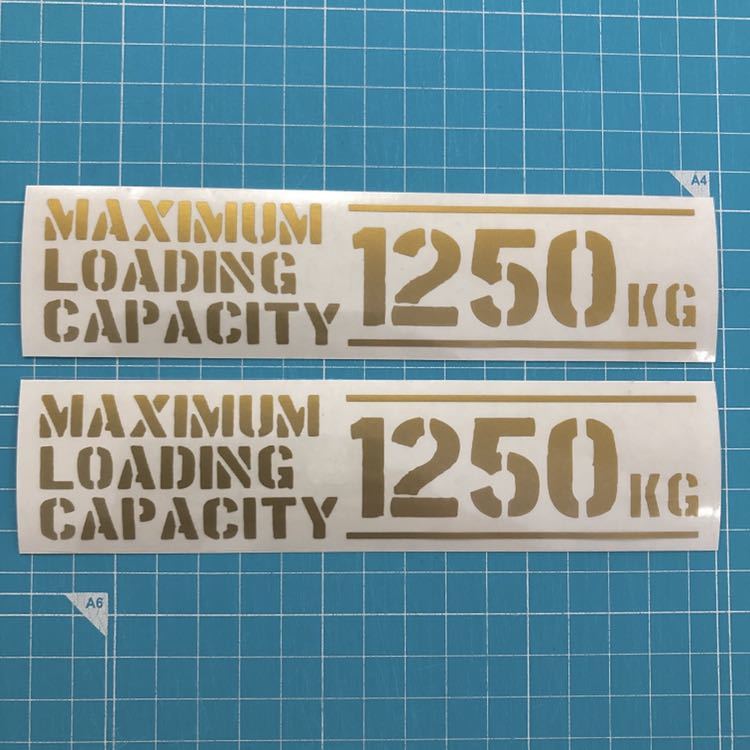 A4
MAXIMUM
LOADING
CAPACITY
1250KG
MAXIMUM
LOADING
CAPACITY
1250KG
A6